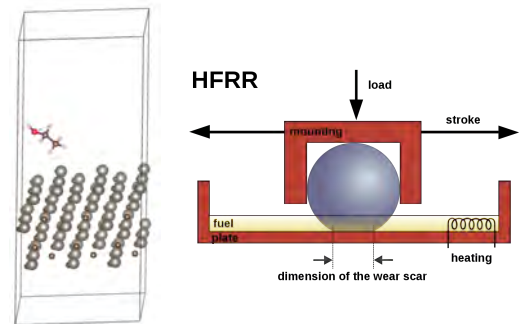 HFRR
load
stroke
mounting
fuel
plate
heating
dimension of the wear scar